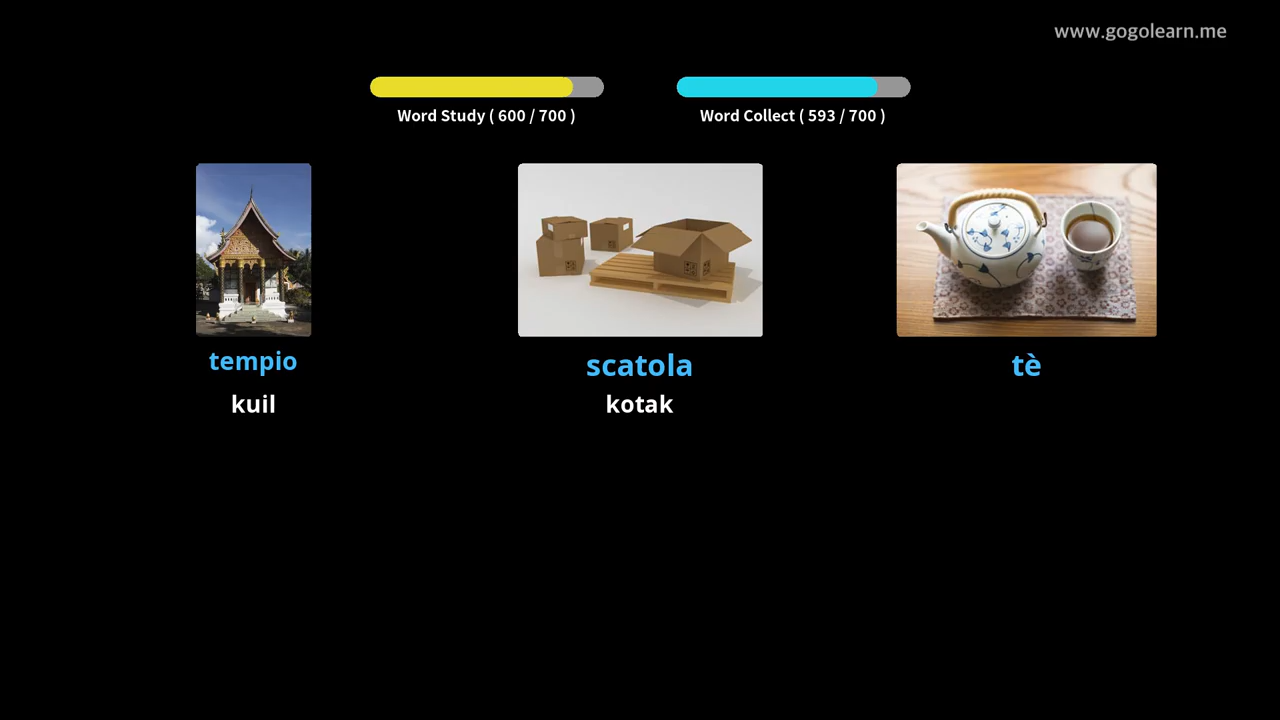 www.gogolearn.me
Word Study ( 600 / 700 )
Word Collect ( 593 / 700 )
tempio
scatola
tè
kuil
kotak